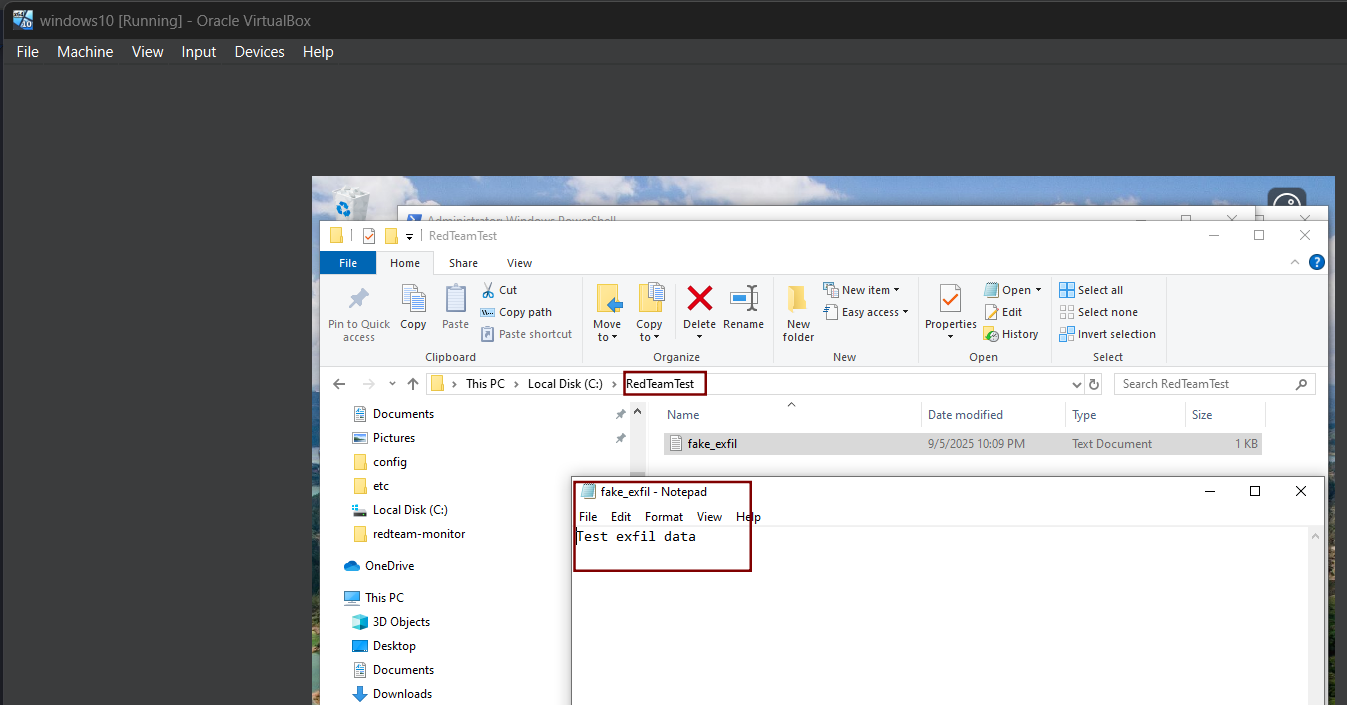 windows10 [Running] - Oracle VirtualBox
File Machine View Input Devices Help
Administrator: Windows PowerShell
RedTeamTest
File Home Share View
Pin to Quick access
Copy
Paste
Cut
Copy path
Paste shortcut
Clipboard
Move to
Copy to
Delete
Rename
Organize
New folder
New item
Easy access
New
Properties
Open
Edit
History
Open
Select all
Select none
Invert selection
Select
This PC > Local Disk (C:) > RedTeamTest
Search RedTeamTest
Documents
Pictures
config
etc
Local Disk (C:)
redteam-monitor
OneDrive
This PC
3D Objects
Desktop
Documents
Downloads
Name Date modified Type Size
fake_exfil 9/5/2025 10:09 PM Text Document 1 KB
fake_exfil - Notepad
File Edit Format View Help
Test exfil data